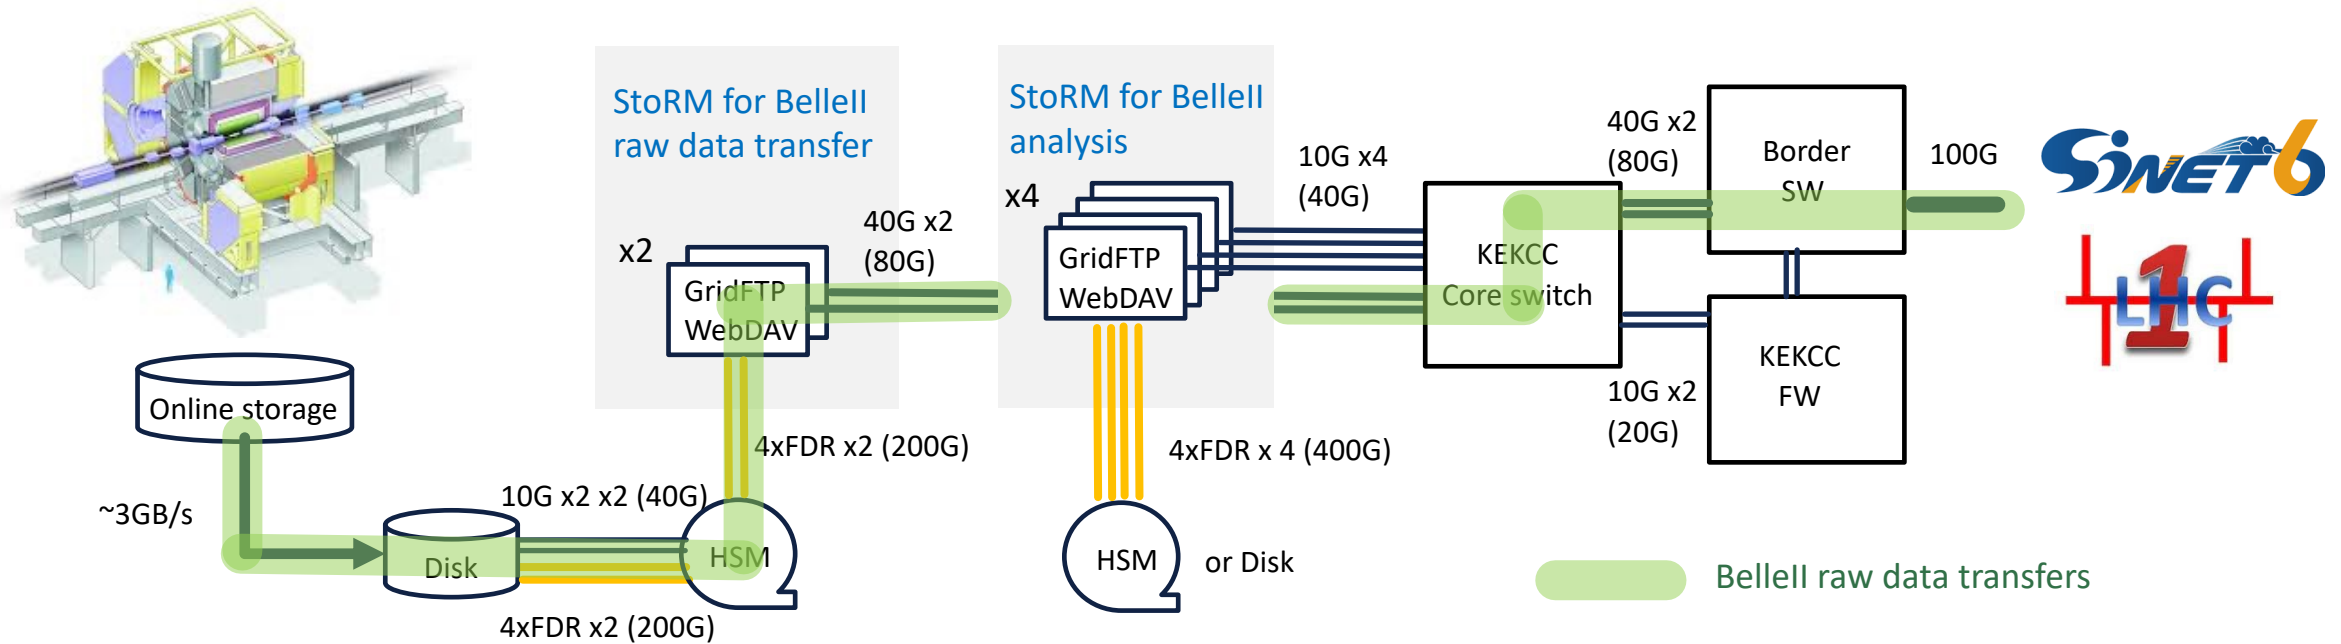 StoRM for BelleII
raw data transfer
StoRM for BelleII
analysis
x2
GridFTP
WebDAV
40G x2
(80G)
x4
GridFTP
WebDAV
10G x4
(40G)
KEKCC
Core switch
40G x2
(80G)
Border
SW
100G
SiNET6
LHC
1
10G x2
(20G)
KEKCC
FW
Online storage
~3GB/s
Disk
10G x2 x2 (40G)
4xFDR x2 (200G)
HSM
4xFDR x2 (200G)
4xFDR x 4 (400G)
HSM
or Disk
BelleII raw data transfers